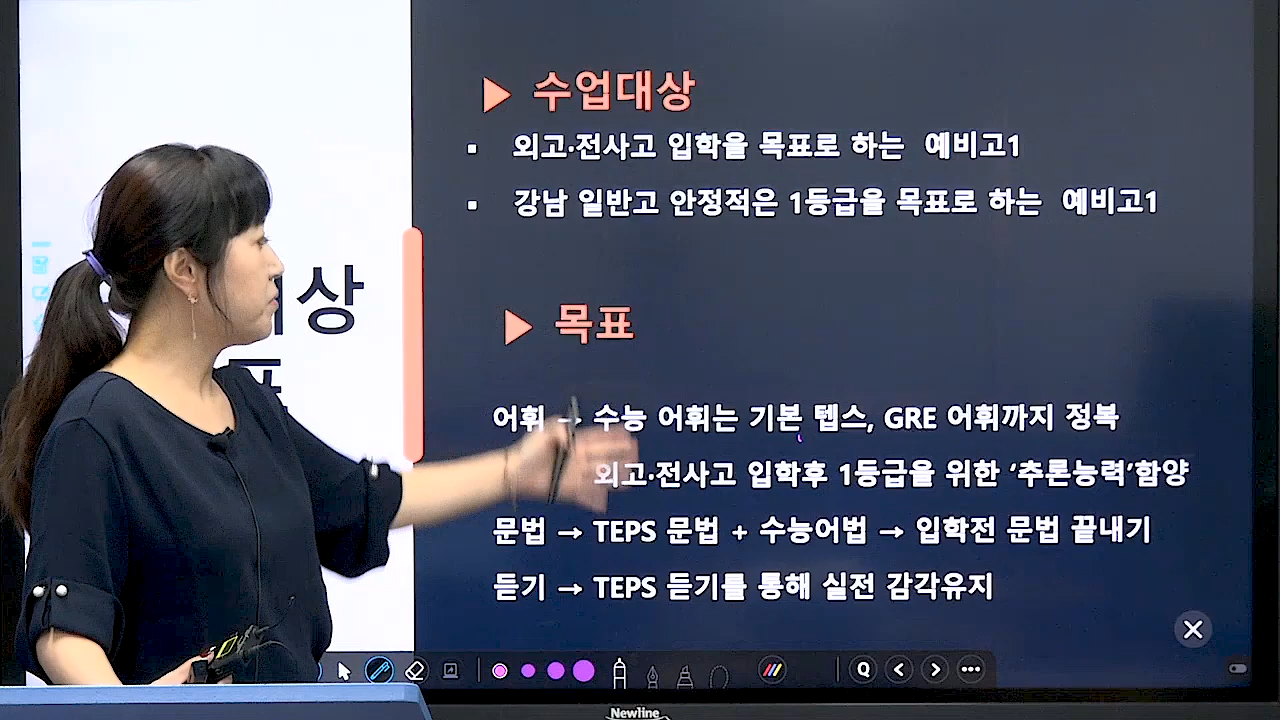 수업대상
외고·전사고 입학을 목표로 하는 예비고1
강남 일반고 안정적은 1등급을 목표로 하는 예비고1
상
목표
어휘 → 수능 어휘는 기본 텝스, GRE 어휘까지 정복
외고·전사고 입학후 1등급을 위한 ‘추론능력’함양
문법 → TEPS 문법 + 수능어법 → 입학전 문법 끝내기
듣기 → TEPS 듣기를 통해 실전 감각유지
Newline